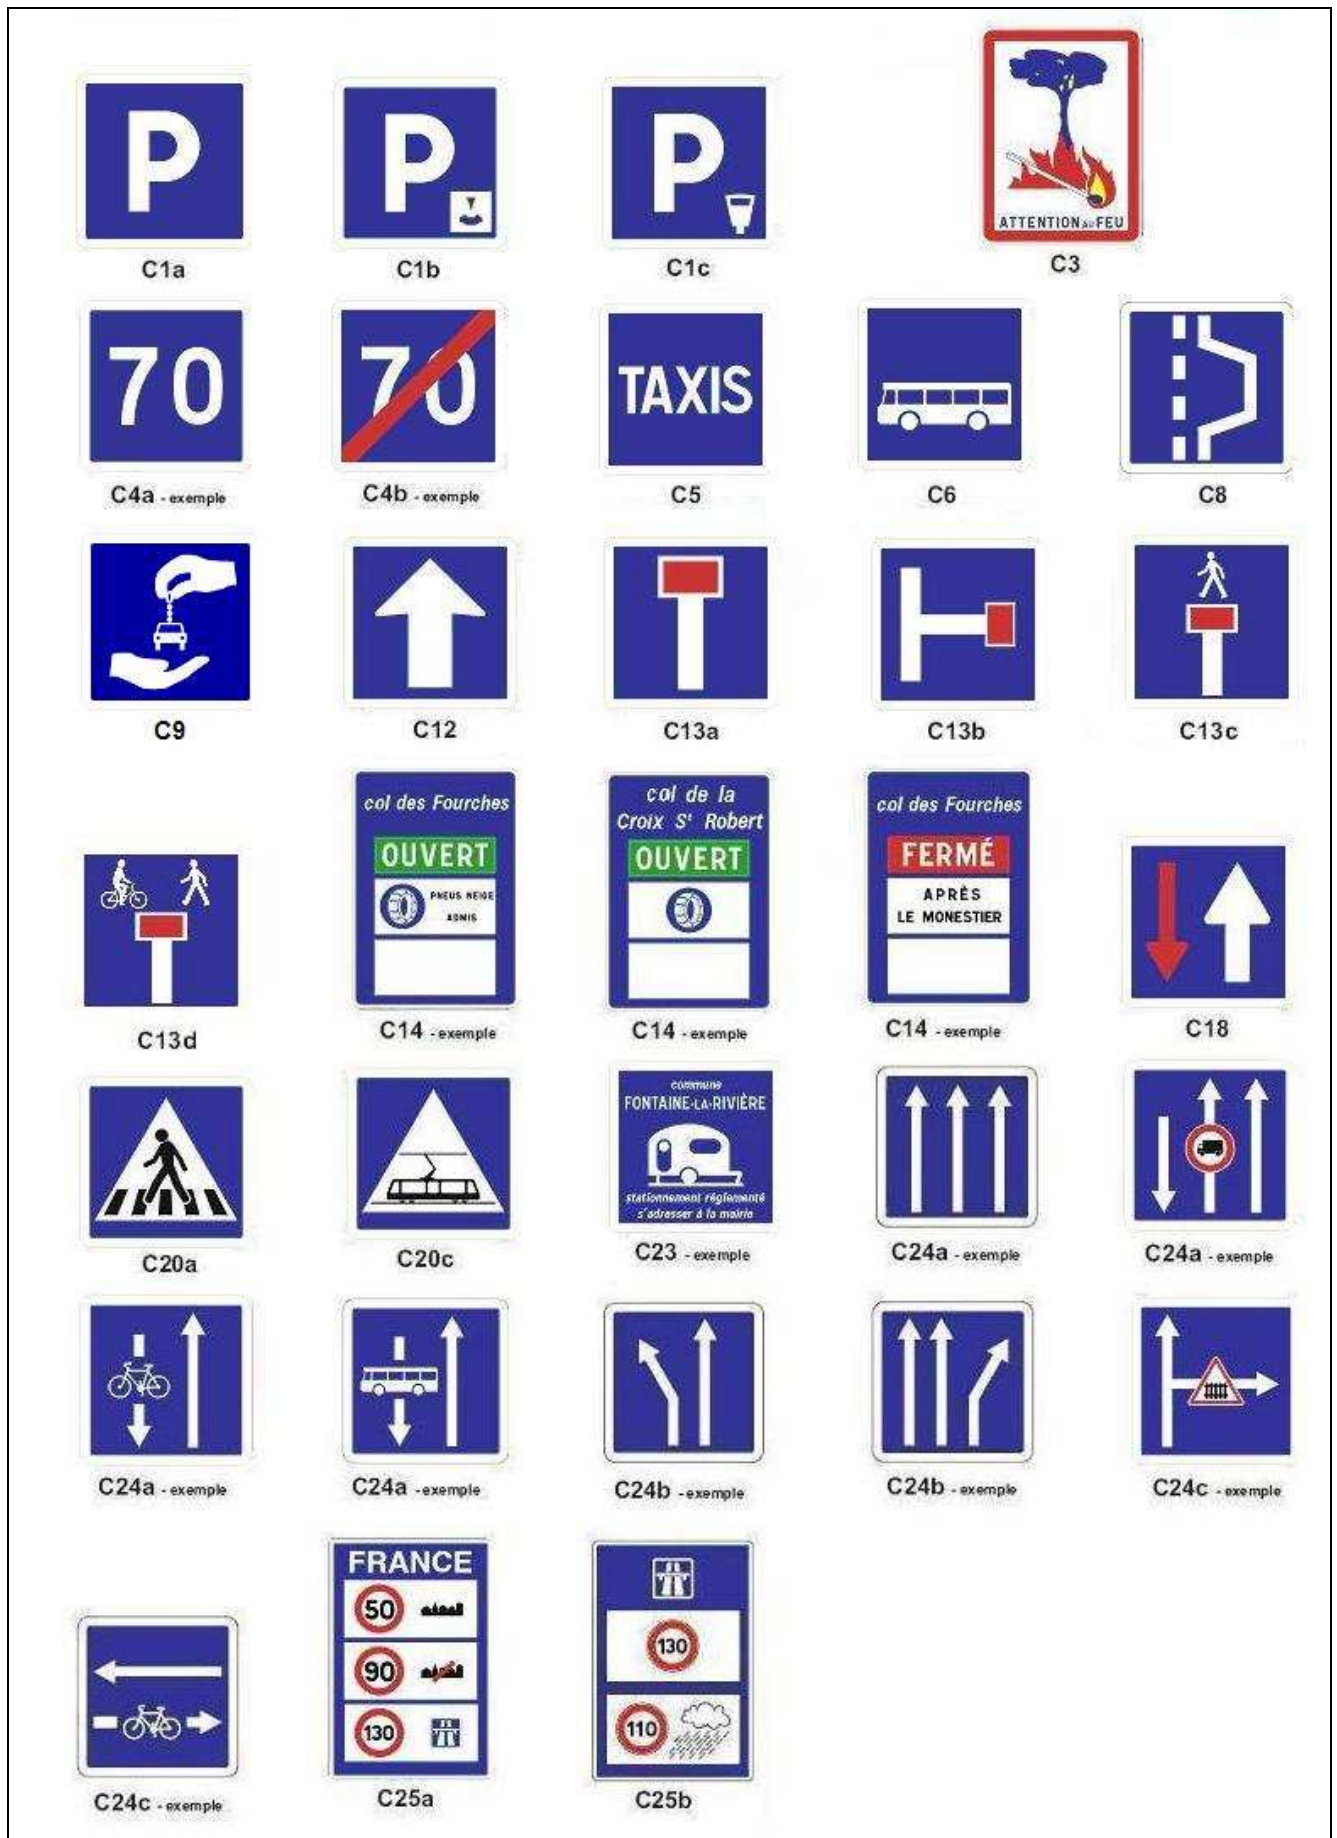 P
P
P
ATTENTION AU FEU
C1a
C1b
C1c
C3
70
70
TAXIS
C4a - exemple
C4b - exemple
C5
C6
C8
C9
C12
C13a
C13b
C13c
col des Fourches
OUVERT
PNEUS NEIGE
ADMIS
col de la
Croix St Robert
OUVERT
col des Fourches
FERMÉ
APRÈS
LE MONESTIER
C13d
C14 - exemple
C14 - exemple
C14 - exemple
C18
commune
FONTAINE-LA-RIVIÈRE
stationnement réglementé
s'adresser à la mairie
C20a
C20c
C23 - exemple
C24a - exemple
C24a - exemple
C24a - exemple
C24a - exemple
C24b - exemple
C24b - exemple
C24c - exemple
FRANCE
50
90
130
130
110
C24c - exemple
C25a
C25b